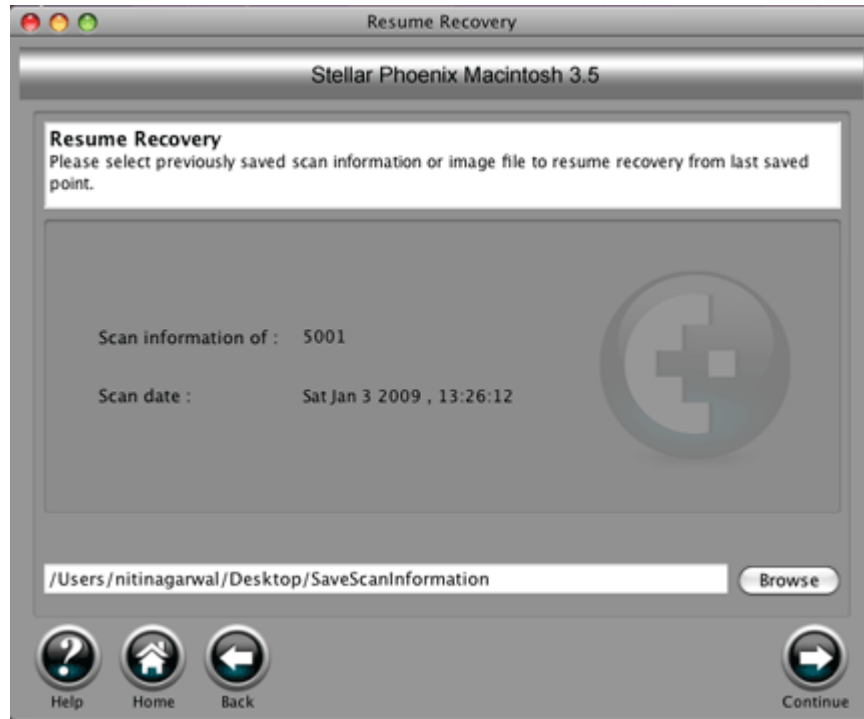 Resume Recovery
Stellar Phoenix Macintosh 3.5
Resume Recovery
Please select previously saved scan information or image file to resume recovery from last saved
point.
Scan information of : 5001
Scan date : Sat Jan 3 2009 , 13:26:12
/Users/nitinagarwal/Desktop/SaveScanInformation
Browse
? Help Home Back Continue